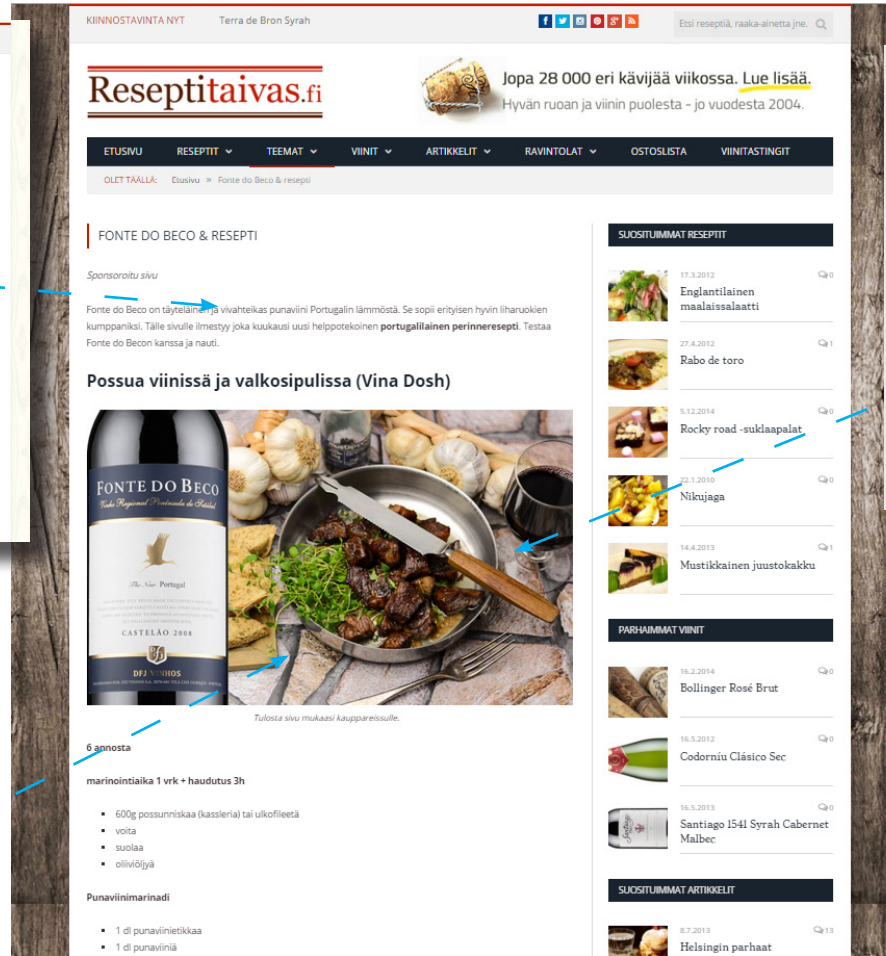 KIINNOSTAVINTA NYT Terra de Bron Syrah
Etsi reseptiä, raaka-ainetta jne.
Reseptitaivas.fi
Jopa 28 000 eri kävijää viikossa. Lue lisää.
Hyvän ruoan ja viinin puolesta - jo vuodesta 2004.
ETUSIVU RESEPTIT TEEMAT VIINIT ARTIKKELIT RAVINTOLAT OSTOSLISTA VIINITASTINGIT
OLET TÄÄLLÄ: Etusivu » Fonte do Beco & resepti
FONTE DO BECO & RESEPTI
Sponsoroitu sivu
Fonte do Beco on täyteläinen ja vivahteikas punaviini Portugalin lämmöstä. Se sopii erityisen hyvin liharuokien
kumppaniksi. Tälle sivulle ilmestyy joka kuukausi uusi helppotekoinen portugalilainen perinneresepti. Testaa
Fonte do Becon kanssa ja nauti.
Possua viinissä ja valkosipulissa (Vina Dosh)
FONTE DO BECO
Vinho Regional Península de Setúbal
The New Portugal
CASTELÃO 2008
DFJ VINHOS
Tulosta sivu mukaasi kauppareissulle.
6 annosta
marinointiaika 1 vrk + haudutus 3h
600g possunniskaa (kassleria) tai ulkofileetä
voita
suolaa
oliiviöljyä
Punaviinimarinadi
1 dl punaviinietikkaa
1 dl punaviiniä
SUOSITUIMMAT RESEPTIT
17.3.2012 0
Englantilainen
maalaissalaatti
27.4.2012 1
Rabo de toro
5.12.2014 0
Rocky road -suklaapalat
22.1.2010 0
Nikujaga
14.4.2013 1
Mustikkainen juustokakku
PARHAIMMAT VIINIT
16.2.2014 0
Bollinger Rosé Brut
16.5.2012 0
Codorníu Clásico Sec
16.5.2013 0
Santiago 1541 Syrah Cabernet
Malbec
SUOSITUIMMAT ARTIKKELIT
8.7.2013 13
Helsingin parhaat